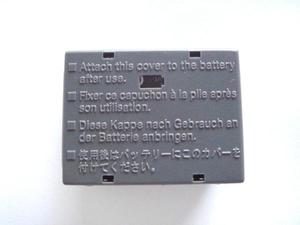 ■ Attach this cover to the battery
after use.
■ Fixer ce capuchon à la pile après
son utilisation.
■ Diese Kappe nach Gebrauch an
der Batterie anbringen.
■ 使用後はバッテリーにこのカバーを
付けてください。